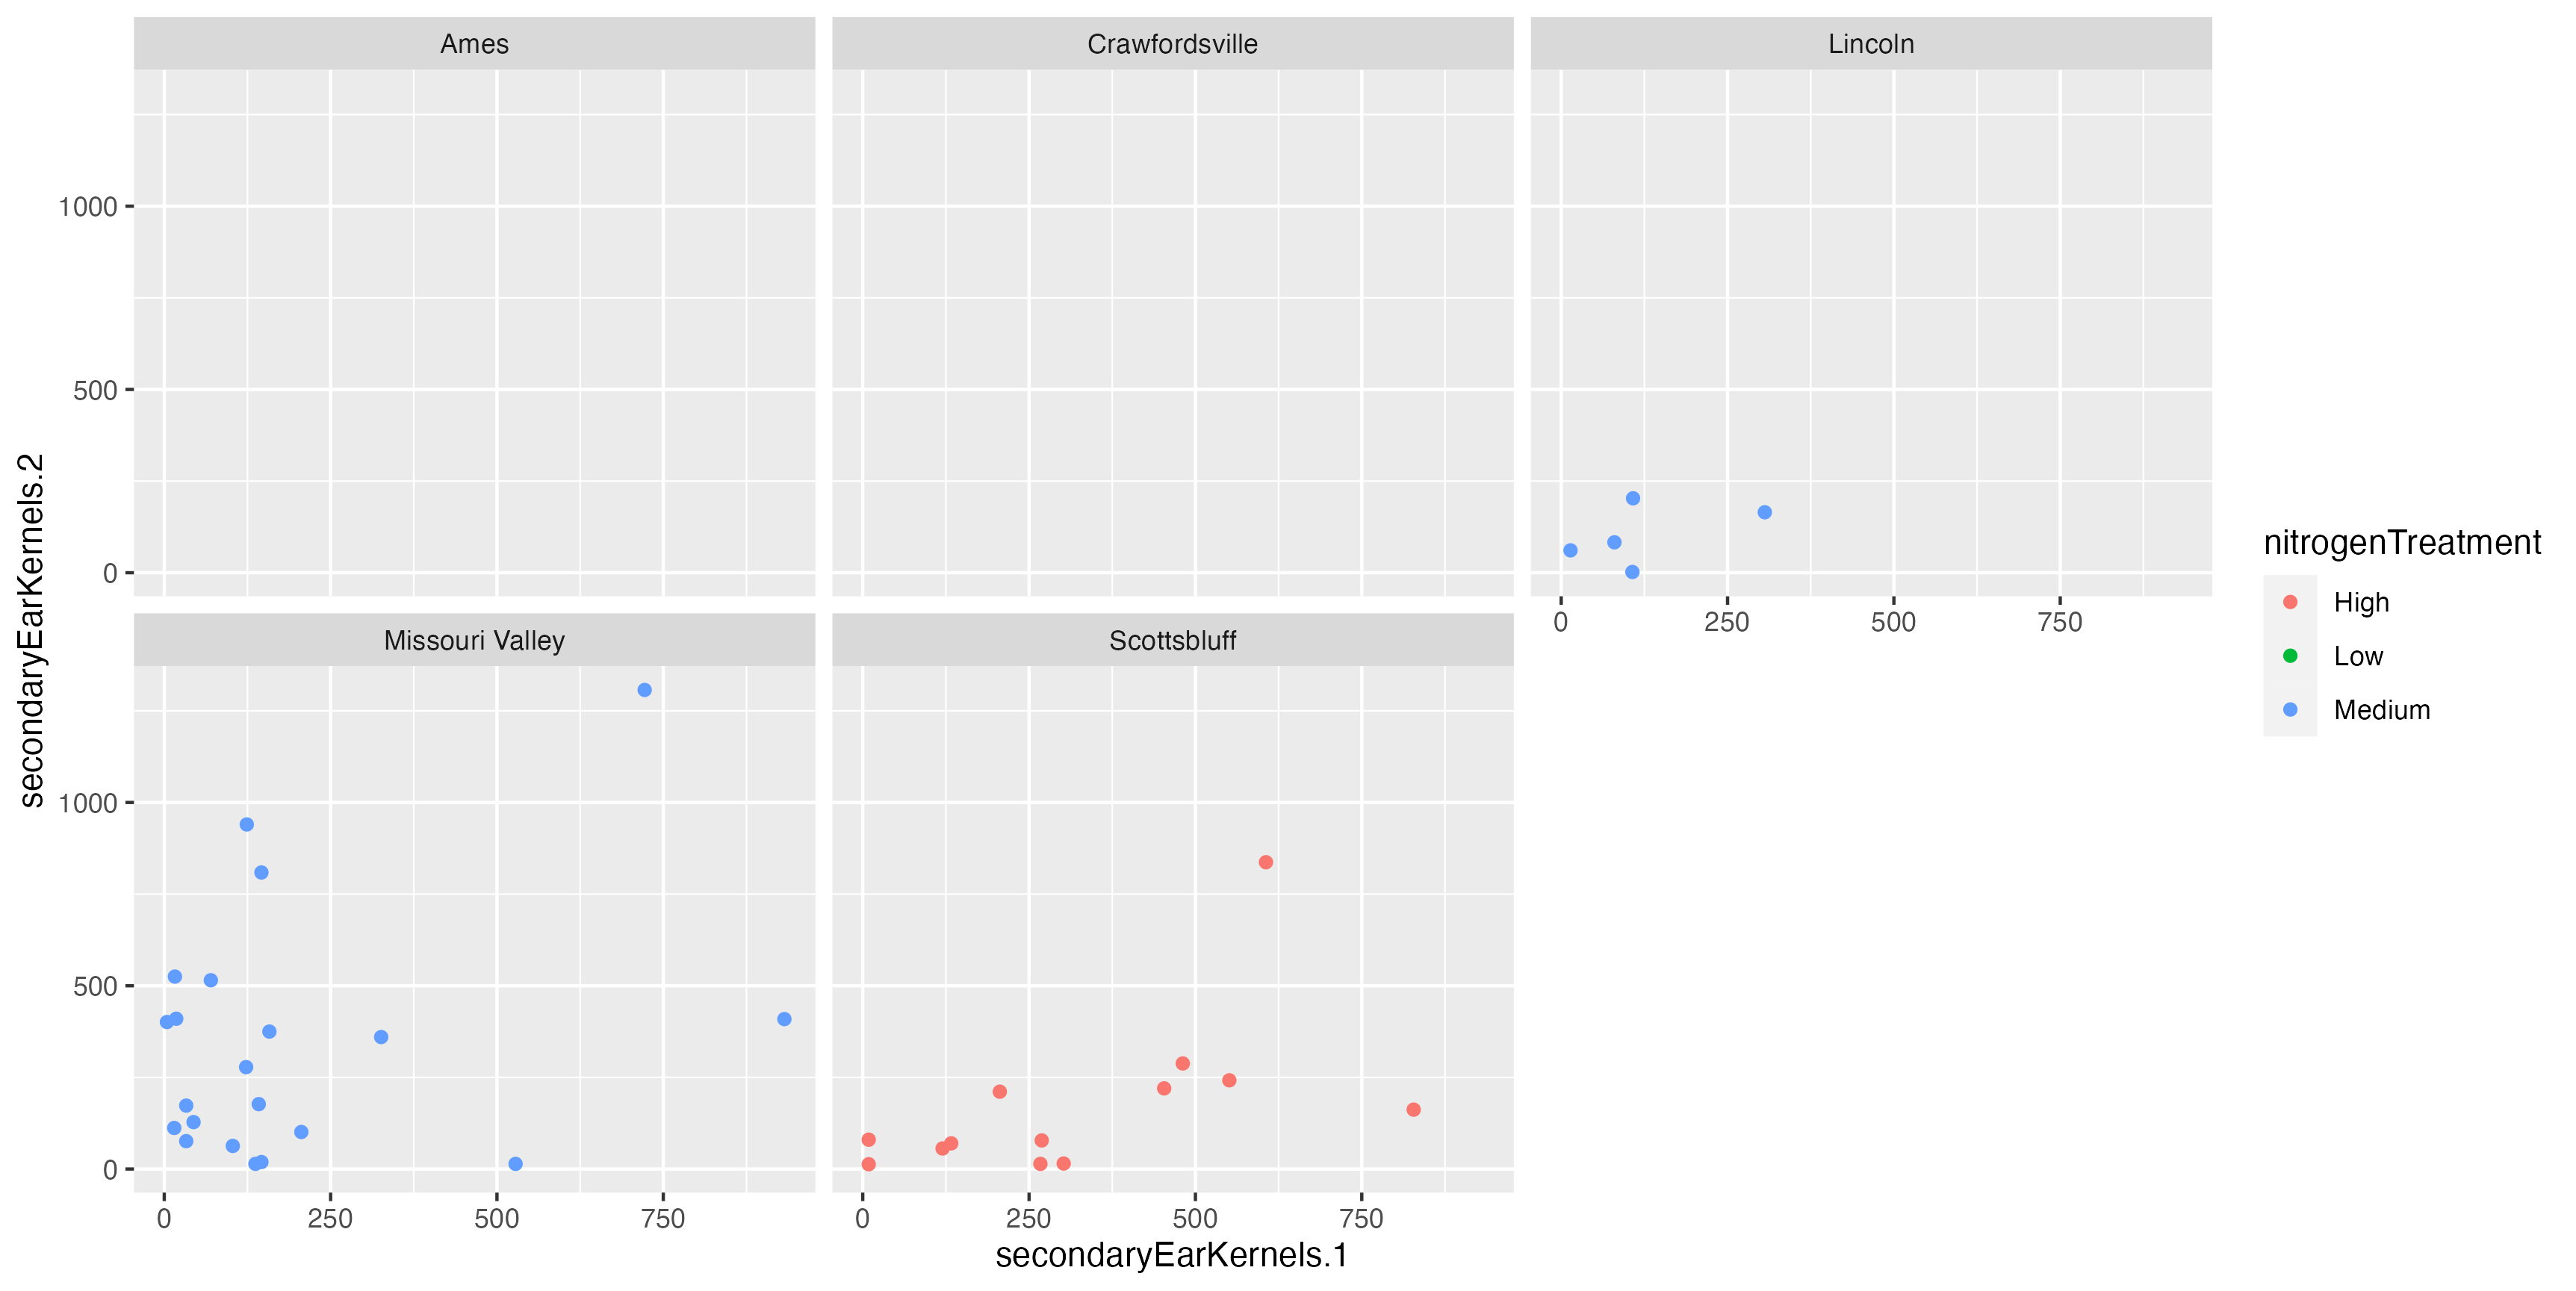 Ames
Crawfordsville
Lincoln
1000
500
0
0 250 500 750
Missouri Valley
Scottsbluff
1000
500
0
0 250 500 750
0 250 500 750
secondaryEarKernels.1
secondaryEarKernels.2
nitrogenTreatment
High
Low
Medium